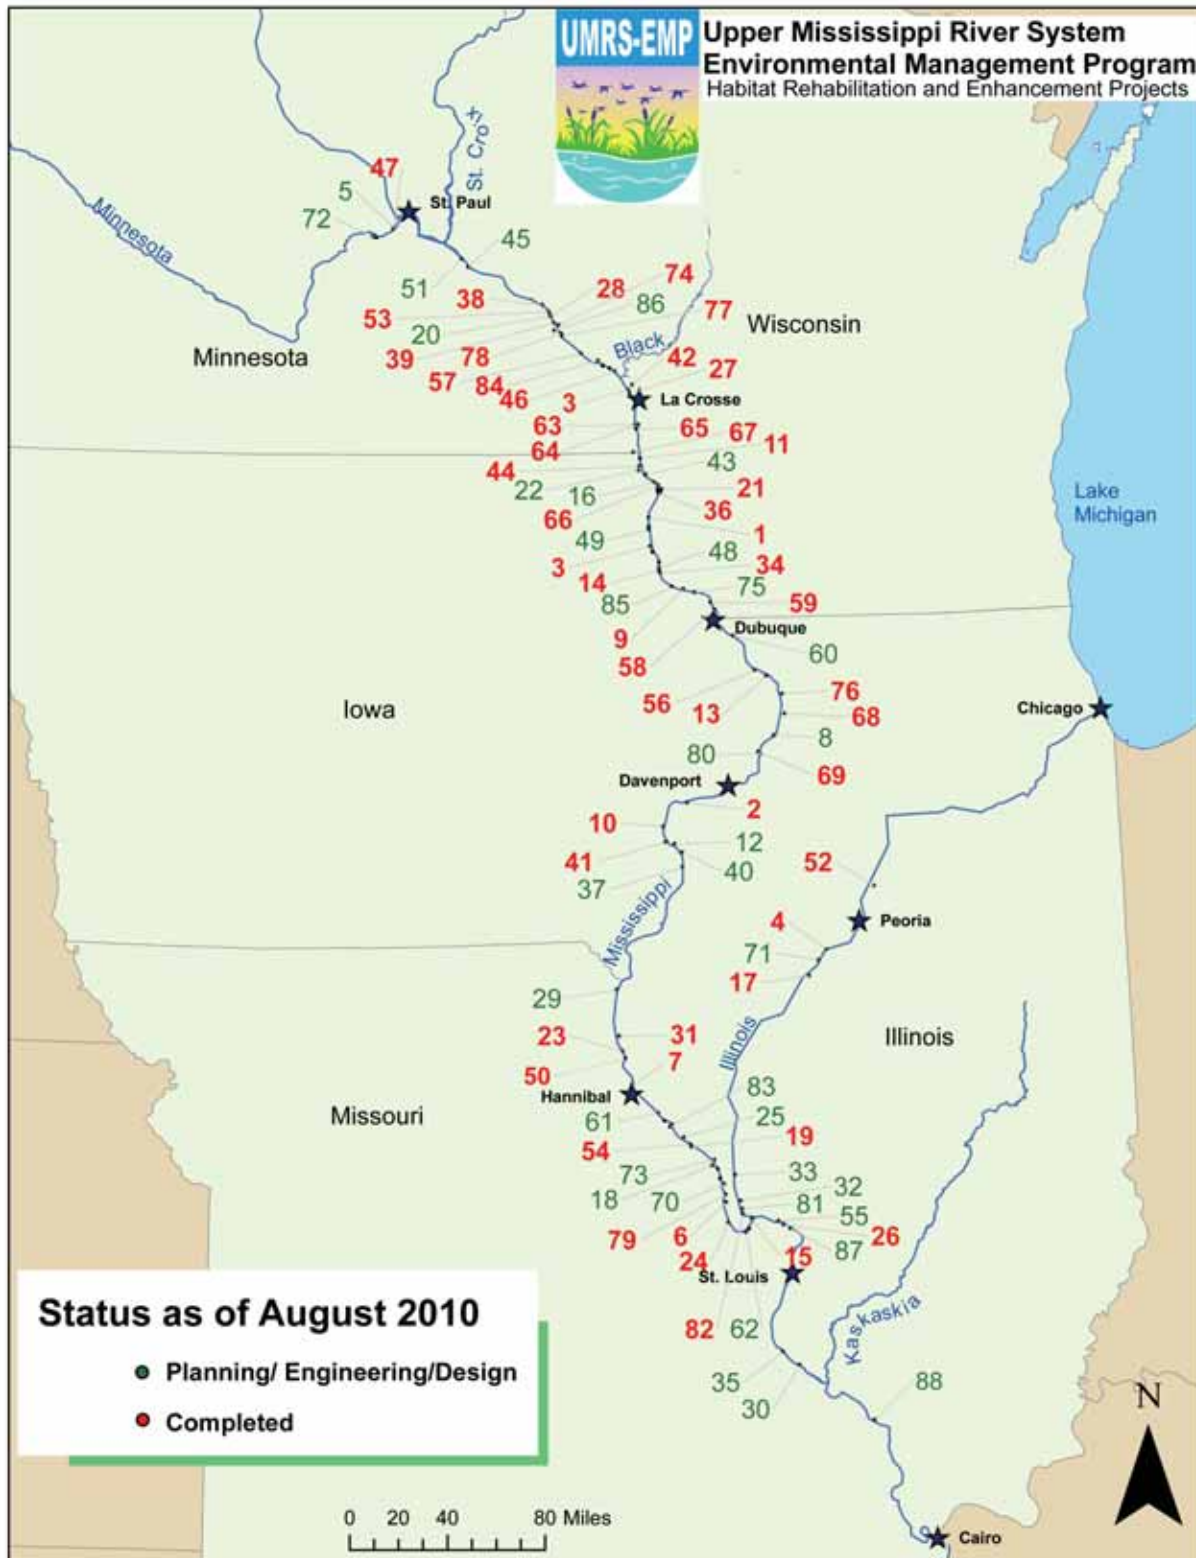 UMRS-EMP
Upper Mississippi River System
Environmental Management Program
Habitat Rehabilitation and Enhancement Projects
47
St. Croix
5
St. Paul
72
Minnesota
45
51
74
28
38
86
77
53
20
Wisconsin
Black
Minnesota
39
78
42
27
57
84
46
3
La Crosse
63
65
67
64
11
44
43
22
16
21
Lake
Michigan
66
36
49
1
48
3
34
14
75
85
59
9
Dubuque
58
60
76
56
13
68
Iowa
Chicago
8
80
69
Davenport
2
10
12
41
52
40
37
Mississippi
4
Peoria
71
17
29
23
31
Illinois
Illinois
7
50
Hannibal
83
61
25
Missouri
54
19
73
33
18
70
32
81
55
79
6
26
24
15
87
St. Louis
82
62
Kaskaskia
Status as of August 2010
Planning/ Engineering/Design
Completed
35
30
88
N
0 20 40 80 Miles
Cairo